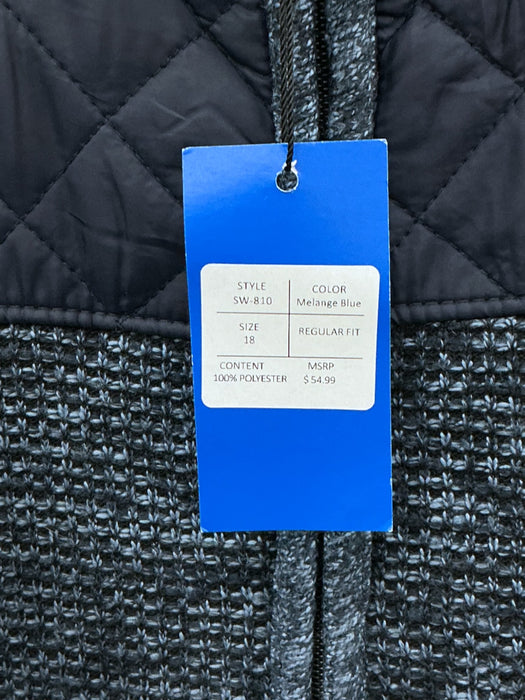 STYLE
SW-810
COLOR
Melange Blue
SIZE
18
REGULAR FIT
CONTENT
100% POLYESTER
MSRP
$ 54.99